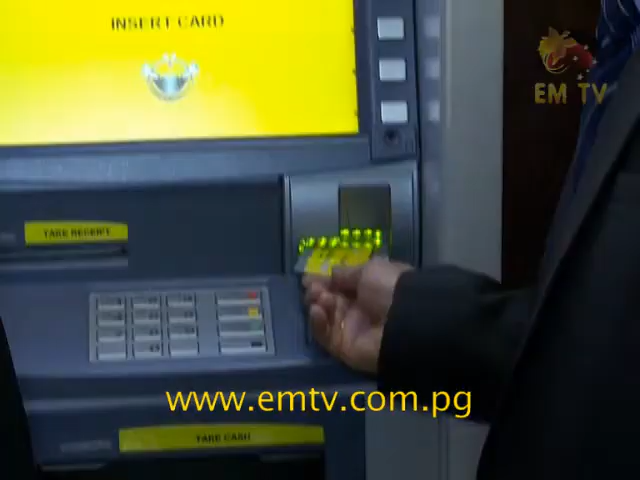 INSERT CARD
EM TV
TAKE RECEIPT
www.emtv.com.pg
TAKE CASH